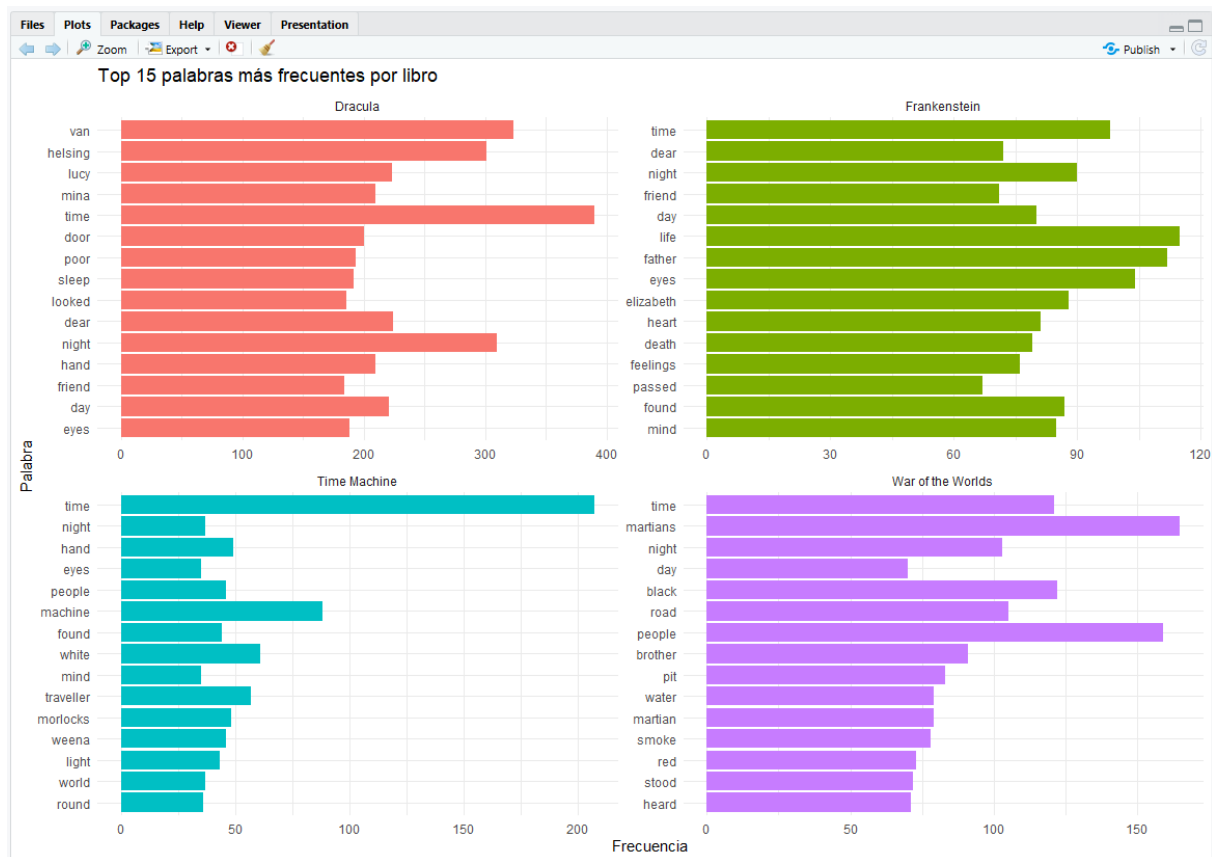 Files Plots Packages Help Viewer Presentation
Zoom Export Publish
Top 15 palabras más frecuentes por libro
Dracula
van
helsing
lucy
mina
time
door
poor
sleep
looked
dear
night
hand
friend
day
eyes
0 100 200 300 400
Frankenstein
time
dear
night
friend
day
life
father
eyes
elizabeth
heart
death
feelings
passed
found
mind
0 30 60 90 120
Palabra
Time Machine
time
night
hand
eyes
people
machine
found
white
mind
traveller
morlocks
weena
light
world
round
0 50 100 150 200
War of the Worlds
time
martians
night
day
black
road
people
brother
pit
water
martian
smoke
red
stood
heard
0 50 100 150
Frecuencia